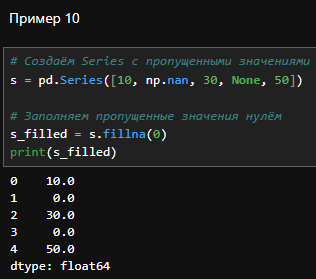 Пример 10
# Создаём Series с пропущенными значениями
s = pd.Series([10, np.nan, 30, None, 50])
# Заполняем пропущенные значения нулём
s_filled = s.fillna(0)
print(s_filled)
0    10.0
1     0.0
2    30.0
3     0.0
4    50.0
dtype: float64